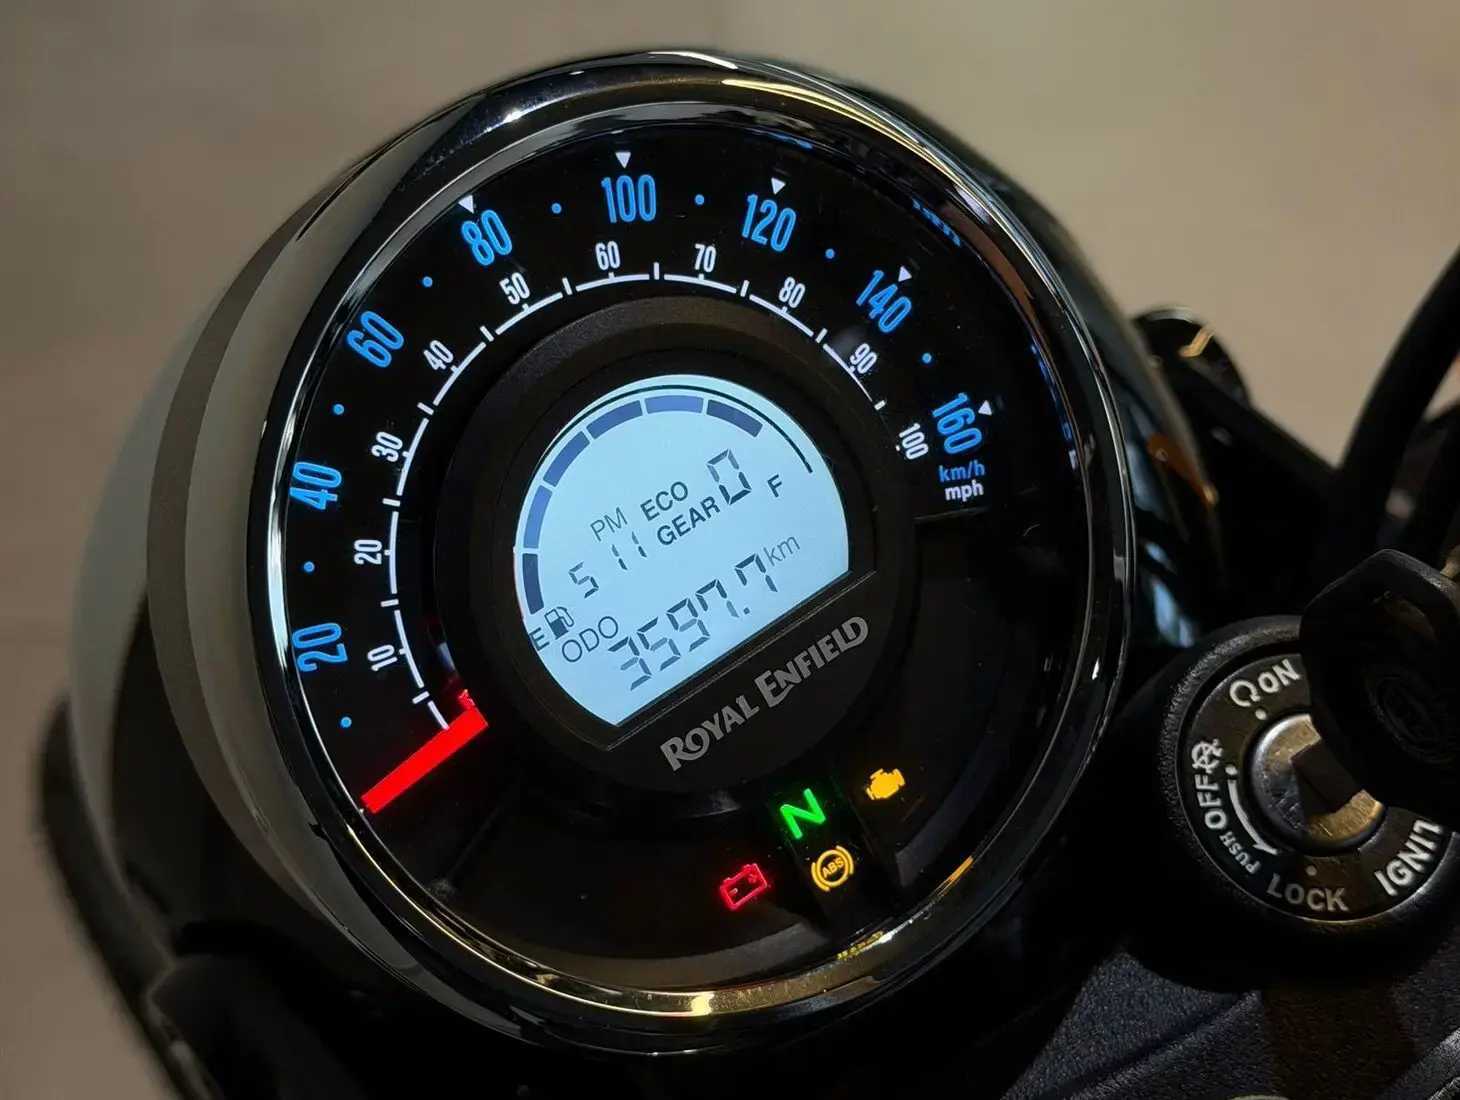 20
40
60
80
100
120
140
160
km/h
mph
10
20
30
40
50
60
70
80
90
100
PM ECO
5 11 GEAR 0
E F
ODO 3597.7 km
ROYAL ENFIELD
N
ABS
ON
OFF
PUSH
LOCK
IGNI